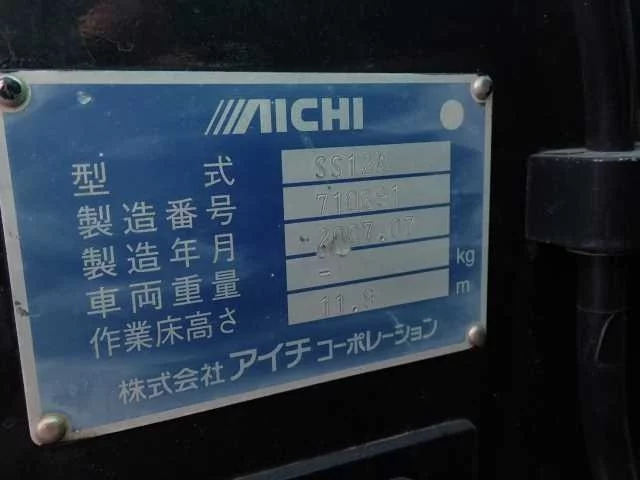 AICHI
型 式 SS12A
製造番号
製造年月 2007.07
車両重量 - kg
作業床高さ 11.9 m
株式会社 アイチ コーポレーション